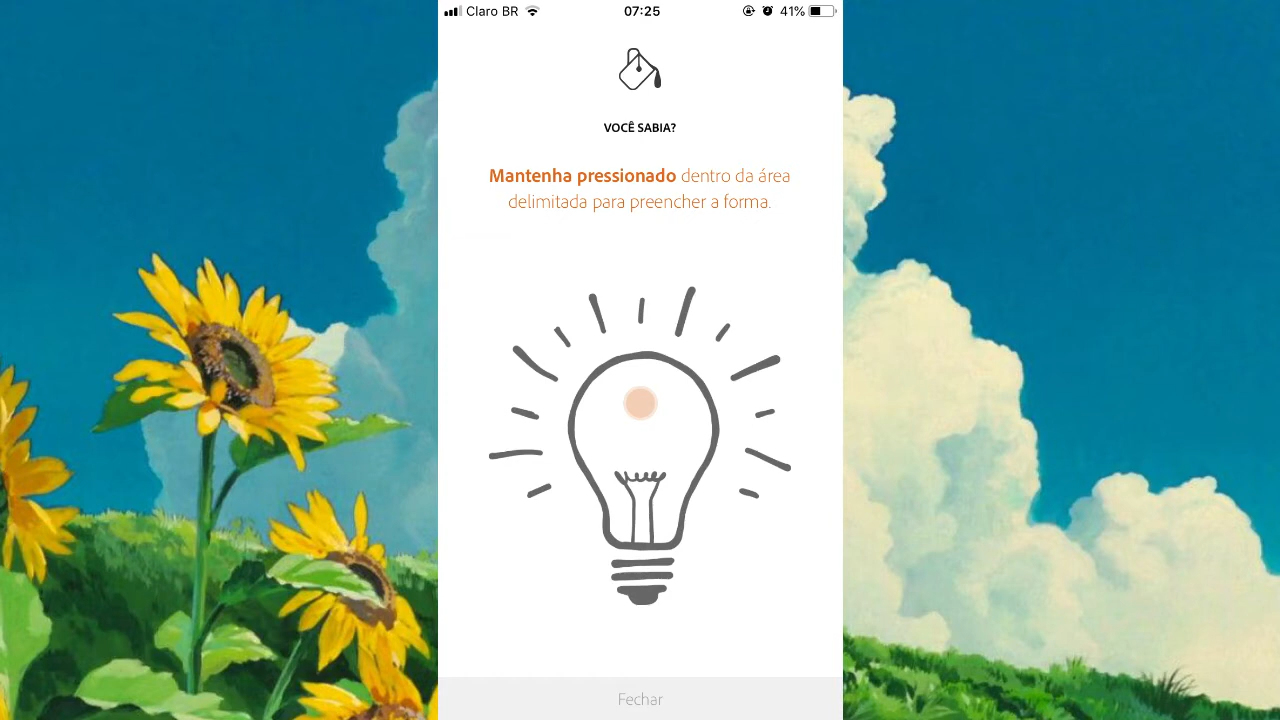 Claro BR
07:25
41%
VOCÊ SABIA?
Mantenha pressionado dentro da área
delimitada para preencher a forma.
Fechar